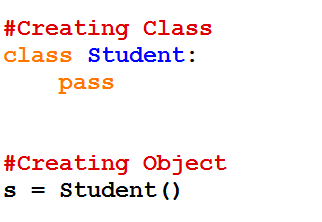 #Creating Class
class Student:
    pass
#Creating Object
s = Student()